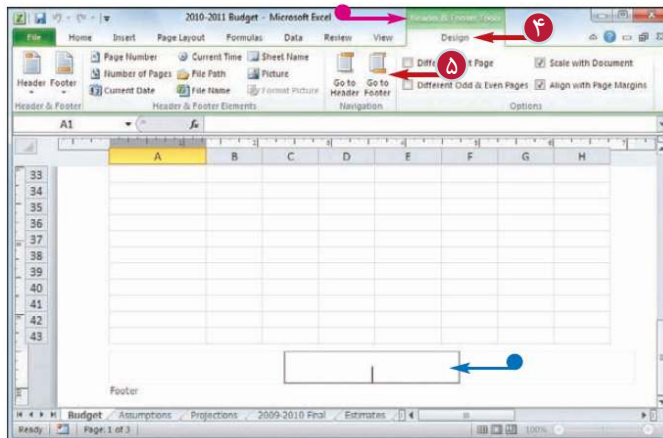 2010-2011 Budget - Microsoft Excel
Header & Footer Tools
File Home Insert Page Layout Formulas Data Review View Design
۴
Page Number Current Time Sheet Name
Number of Pages File Path Picture
Current Date File Name Format Picture
Header Footer
Go to Header
Go to Footer
۵
Different Page Scale with Document
Different Odd & Even Pages Align with Page Margins
Header & Footer Header & Footer Elements Navigation Options
A1 fx
A B C D E F G H
33
34
35
36
37
38
39
40
41
42
43
Footer
Budget Assumptions Projections 2009-2010 Final Estimates
Ready Page: 1 of 3 100%